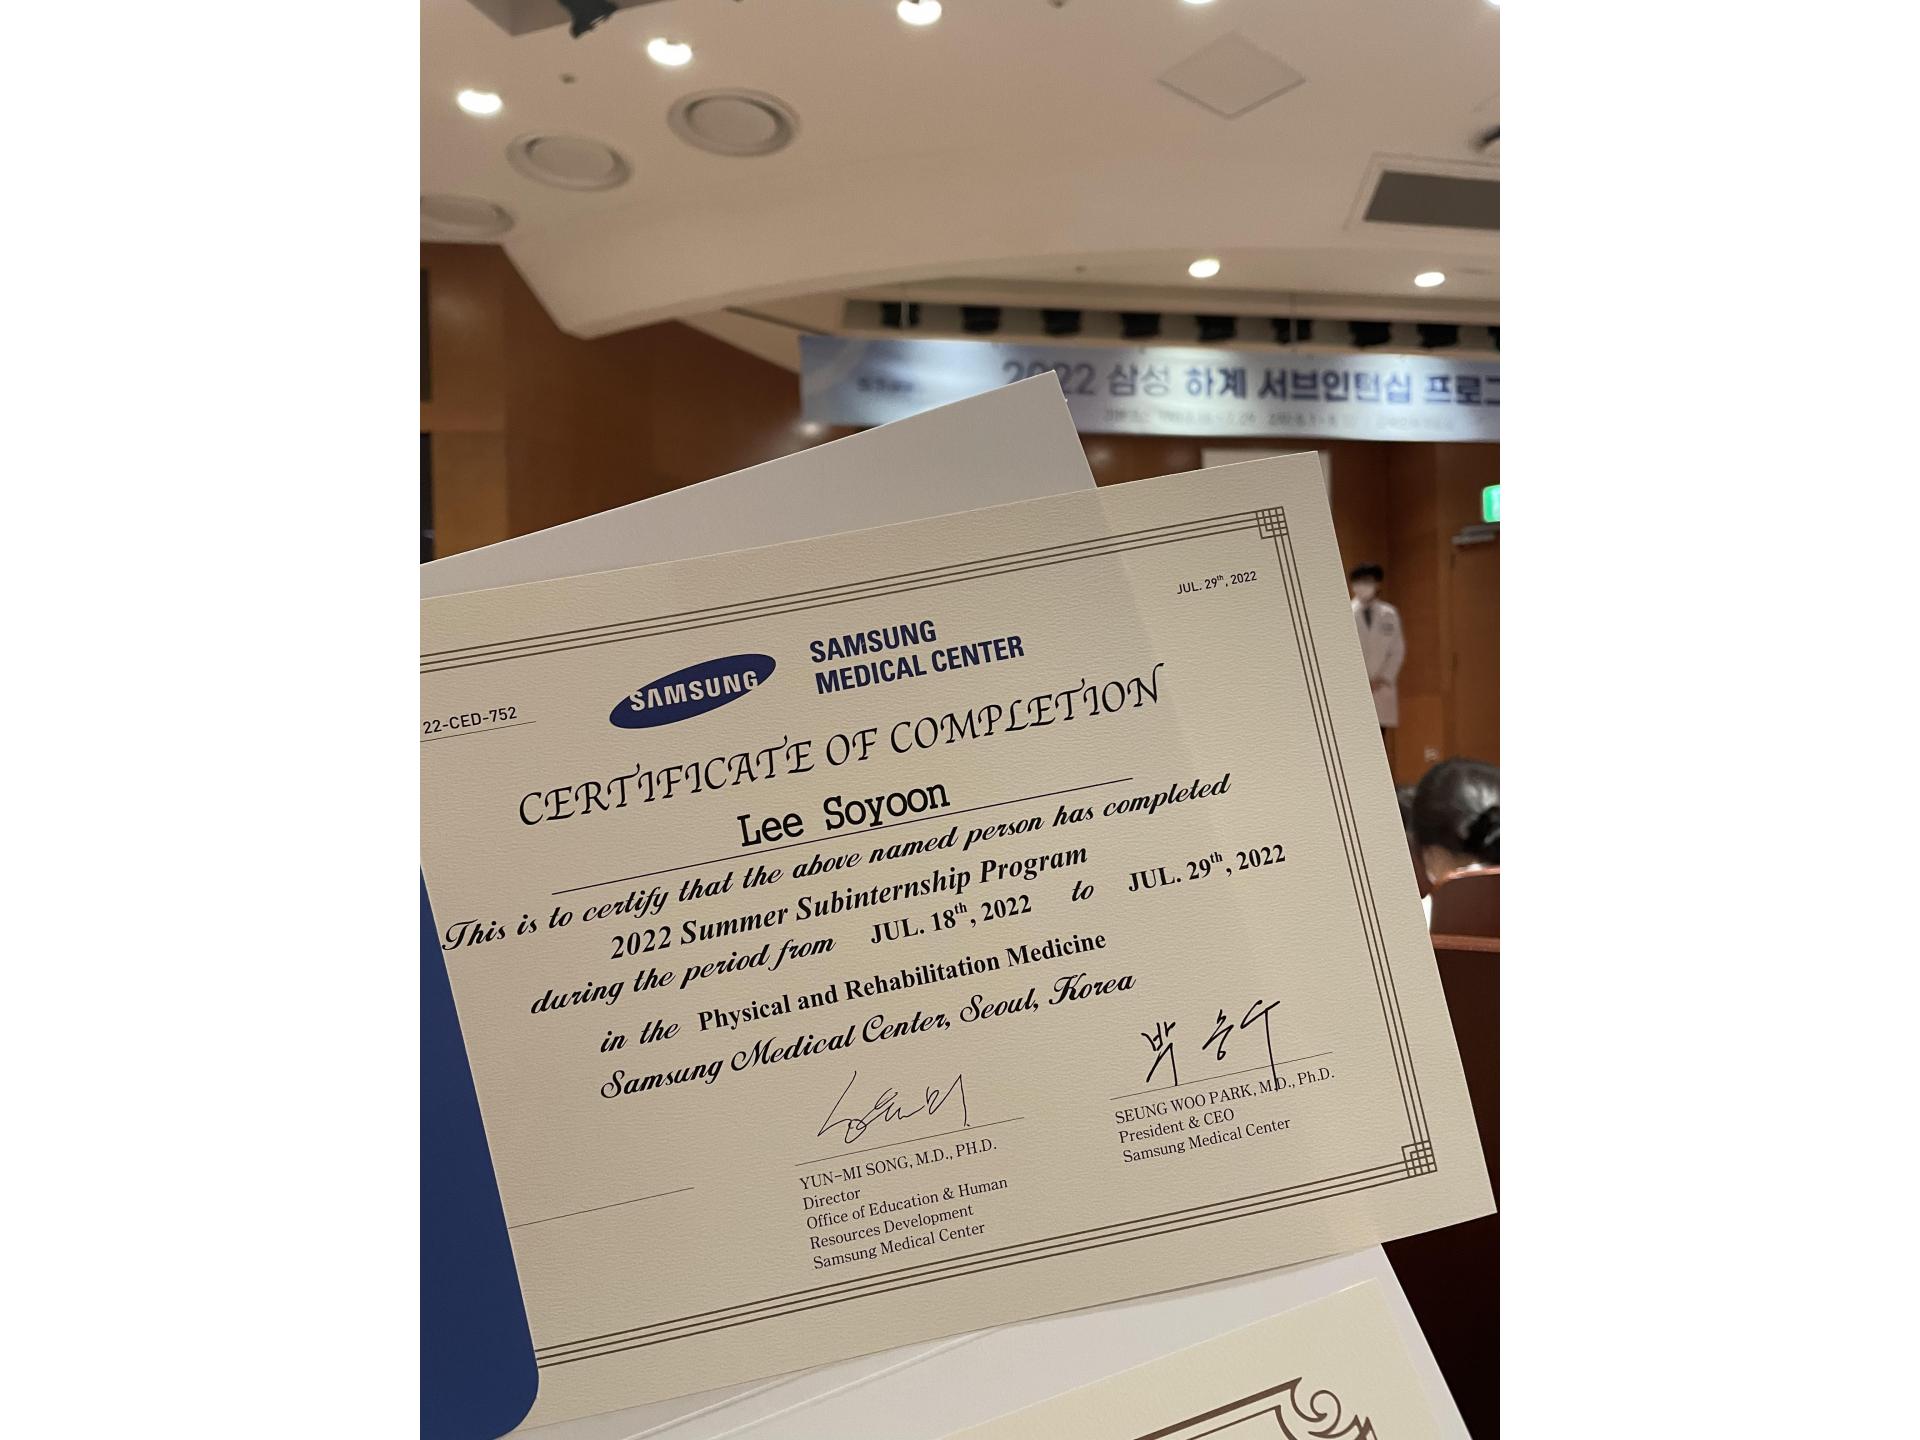 2022 삼성 하계 서브인턴십 프로그
JUL. 29th, 2022
SAMSUNG
SAMSUNG
MEDICAL CENTER
22-CED-752
CERTIFICATE OF COMPLETION
Lee Soyoon
This is to certify that the above named person has completed
2022 Summer Subinternship Program
during the period from JUL. 18th, 2022 to JUL. 29th, 2022
in the Physical and Rehabilitation Medicine
Samsung Medical Center, Seoul, Korea
박승우
YUN-MI SONG, M.D., PH.D.
Director
Office of Education & Human
Resources Development
Samsung Medical Center
SEUNG WOO PARK, M.D., Ph.D.
President & CEO
Samsung Medical Center